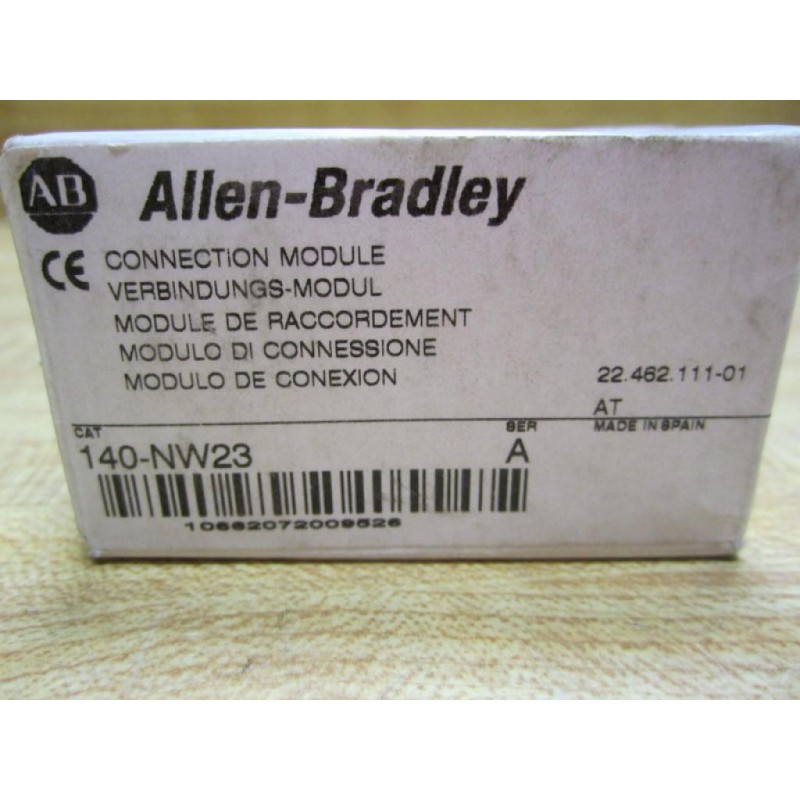 AB Allen-Bradley
CE CONNECTION MODULE
VERBINDUNGS-MODUL
MODULE DE RACCORDEMENT
MODULO DI CONNESSIONE
MODULO DE CONEXION 22.462.111-01
AT
CAT SER MADE IN SPAIN
140-NW23 A
10662072009526